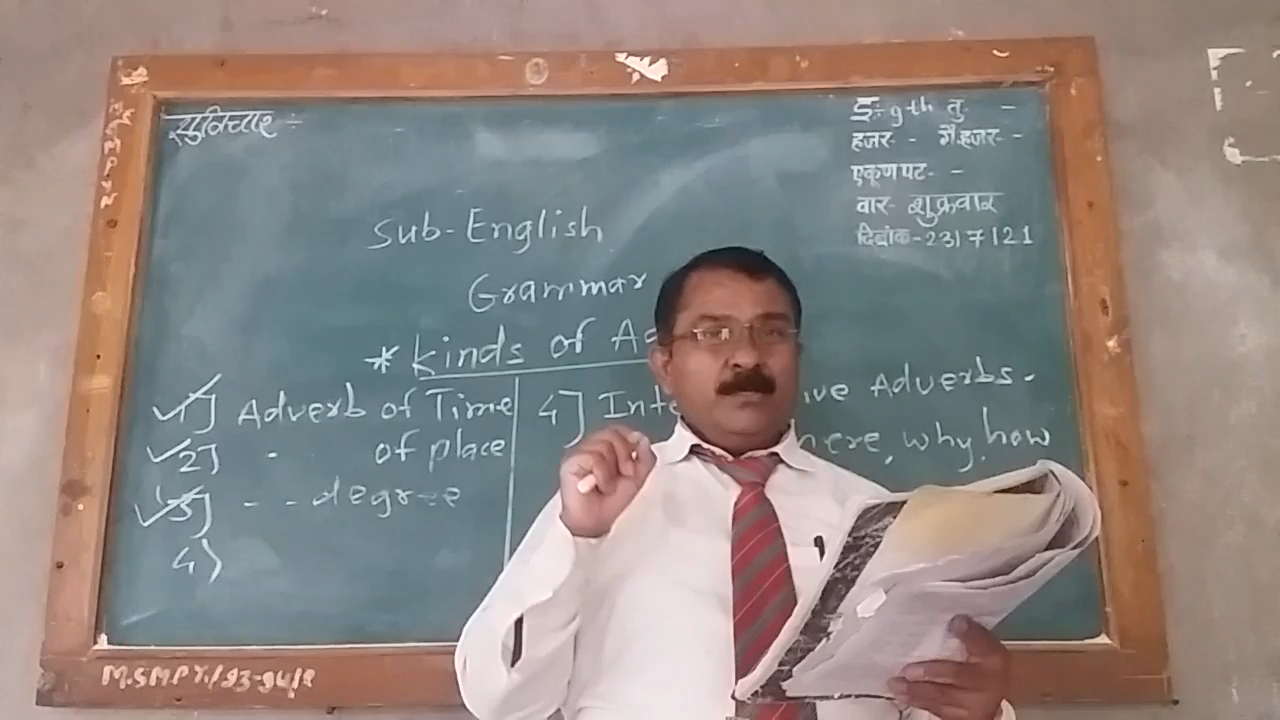 सुविचार :-
इ:- 9th तु -
हजर - - गैरहजर - -
एकूण पट - -
वार - शुक्रवार
दिनांक - 23/7/21
Sub-English
Grammar
* Kinds of
1] Adverb of Time
2] - of place
3] - - degree
4)
4] Adverbs.
why, how
M.S.M.P.Y./93-94/8